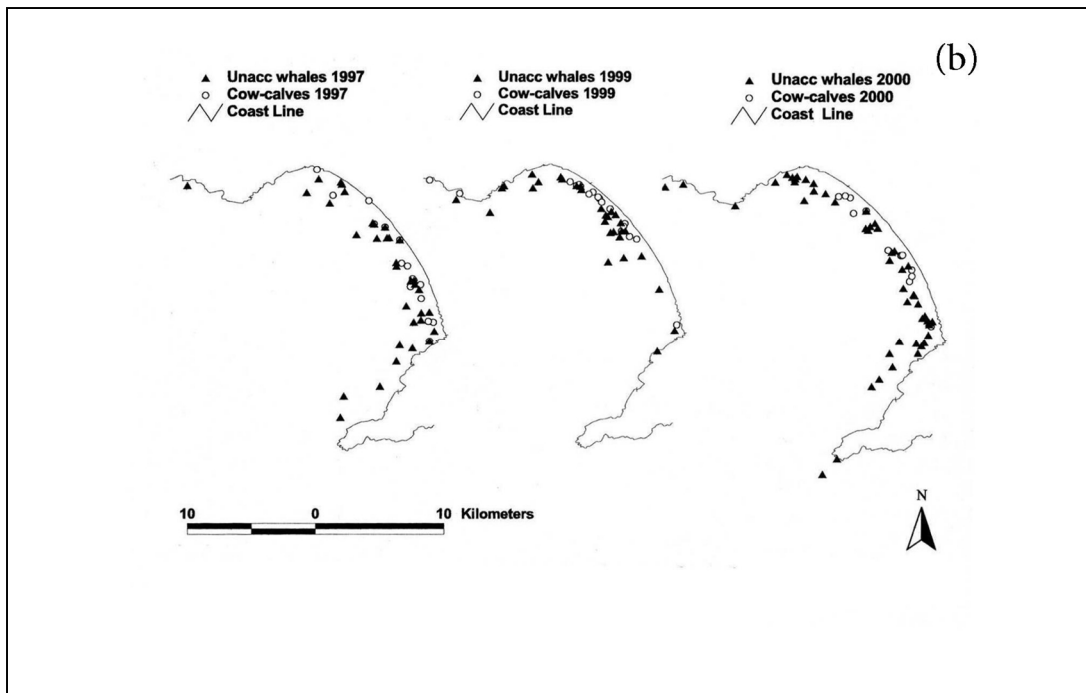 (b)
Unacc whales 1997
Cow-calves 1997
Coast Line
Unacc whales 1999
Cow-calves 1999
Coast Line
Unacc whales 2000
Cow-calves 2000
Coast Line
10 0 10 Kilometers
N